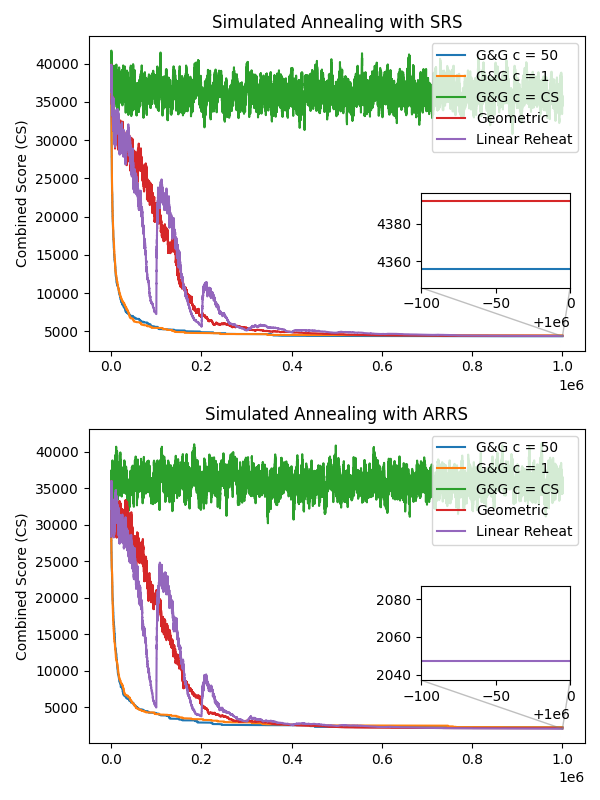 Simulated Annealing with SRS
Combined Score (CS)
40000
35000
30000
25000
20000
15000
10000
5000
G&G c = 50
G&G c = 1
G&G c = CS
Geometric
Linear Reheat
4380
4360
−100
−50
0
+1e6
0.0
0.2
0.4
0.6
0.8
1.0
1e6
Simulated Annealing with ARRS
Combined Score (CS)
40000
35000
30000
25000
20000
15000
10000
5000
G&G c = 50
G&G c = 1
G&G c = CS
Geometric
Linear Reheat
2080
2060
2040
−100
−50
0
+1e6
0.0
0.2
0.4
0.6
0.8
1.0
1e6